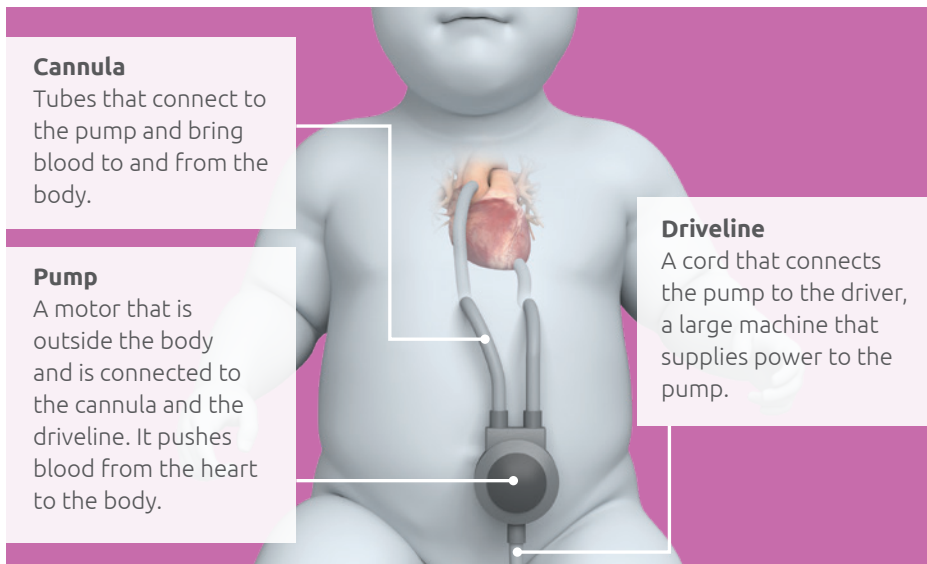 Cannula
Tubes that connect to
the pump and bring
blood to and from the
body.
Pump
A motor that is
outside the body
and is connected to
the cannula and the
driveline. It pushes
blood from the heart
to the body.
Driveline
A cord that connects
the pump to the driver,
a large machine that
supplies power to the
pump.